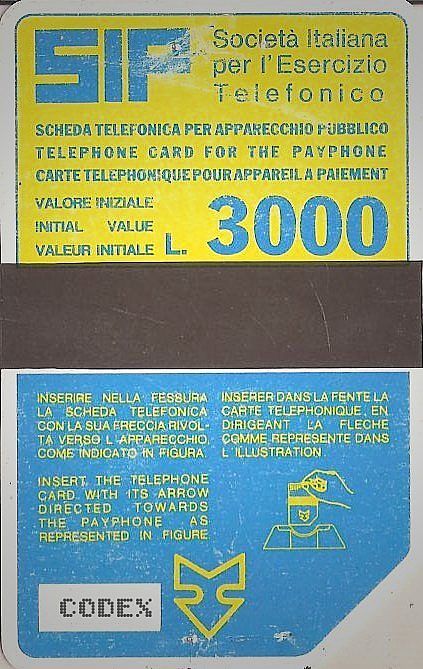 SIP
Società Italiana
per l'Esercizio
Telefonico
SCHEDA TELEFONICA PER APPARECCHIO PUBBLICO
TELEPHONE CARD FOR THE PAYPHONE
CARTE TELEPHONIQUE POUR APPAREIL A PAIEMENT
VALORE INIZIALE
INITIAL VALUE
VALEUR INITIALE L. 3000
INSERIRE NELLA FESSURA
LA SCHEDA TELEFONICA
CON LA SUA FRECCIA RIVOL-
TA VERSO L'APPARECCHIO,
COME INDICATO IN FIGURA.
INSERT THE TELEPHONE
CARD WITH ITS ARROW
DIRECTED TOWARDS
THE PAYPHONE AS
REPRESENTED IN FIGURE
INSERER DANS LA FENTE LA
CARTE TELEPHONIQUE, EN
DIRIGEANT LA FLECHE
COMME REPRESENTE DANS
L'ILLUSTRATION.
CODEX